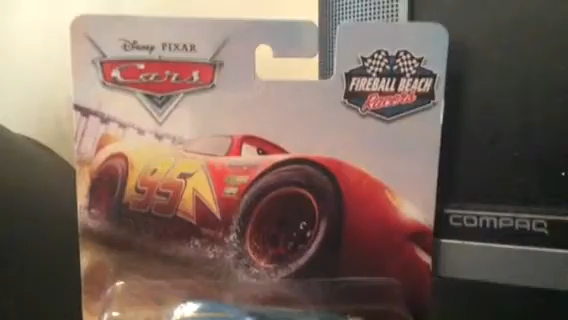 Disney PIXAR
Cars
FIREBALL BEACH
Racers
95
COMPAQ